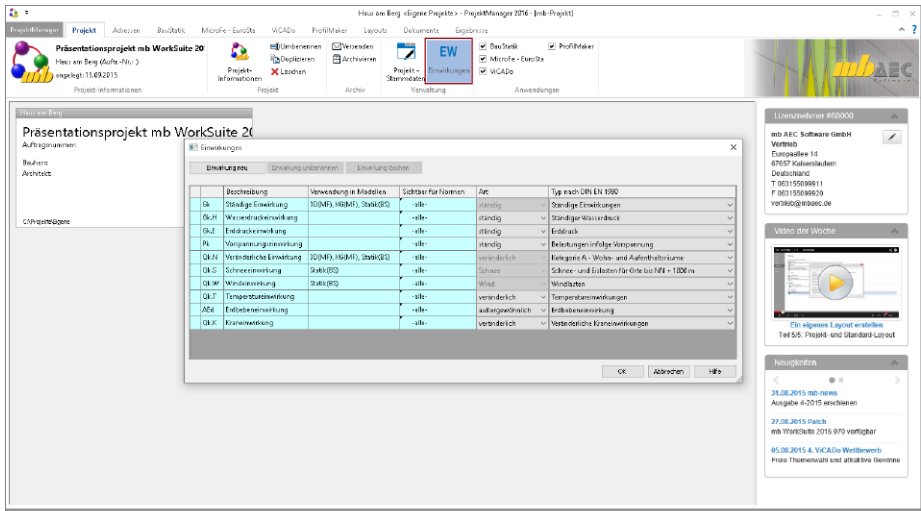 Haus am Berg <Eigene Projekte> - ProjektManager 2016 - [mb-Projekt]
ProjektManager Projekt Adressen BauStatik MicroFe - EuroSta ViCADo ProfilMaker Layouts Dokumente Ergebnisse
Präsentationsprojekt mb WorkSuite 20
Haus am Berg (Auftr.-Nr.: )
angelegt: 15.09.2015
Projekt-Informationen
Projekt-
Informationen
Umbenennen
Duplizieren
Löschen
Projekt
Versenden
Archivieren
Archiv
Projekt -
Stammdaten
EW
Einwirkungen
Verwaltung
BauStatik
MicroFe - EuroSta
ViCADo
ProfilMaker
Anwendungen
mbAEC
Software
Haus am Berg
Präsentationsprojekt mb WorkSuite 20
Auftragsnummer:
Bauherr:
Architekt:
C:\Projekte\Eigene
Einwirkungen
Einwirkung neu Einwirkung umbenennen Einwirkung löschen
Beschreibung Verwendung in Modellen Sichtbar für Normen Art Typ nach DIN EN 1990
Gk Ständige Einwirkung 3D(MF), HG(MF), Statik(BS) -alle- ständig Ständige Einwirkungen
Gk.H Wasserdruckeinwirkung -alle- ständig Ständiger Wasserdruck
Gk.E Erddruckeinwirkung -alle- ständig Erddruck
Pk Vorspannungseinwirkung -alle- ständig Belastungen infolge Vorspannung
Qk.N Veränderliche Einwirkung 3D(MF), HG(MF), Statik(BS) -alle- veränderlich Kategorie A - Wohn- und Aufenthaltsräume
Qk.S Schneeeinwirkung Statik(BS) -alle- Schnee Schnee- und Eislasten für Orte bis NN + 1000 m
Qk.W Windeinwirkung Statik(BS) -alle- Wind Windlasten
Qk.T Temperatureinwirkung -alle- veränderlich Temperatureinwirkungen
AEd Erdbebeneinwirkung -alle- außergewöhnlich Erdbebeneinwirkung
Qk.K Kraneinwirkung -alle- veränderlich Veränderliche Kraneinwirkungen
OK Abbrechen Hilfe
Lizenznehmer #60000
mb AEC Software GmbH
Vertrieb
Europaallee 14
67657 Kaiserslautern
Deutschland
T 063155099911
F 063155099920
vertrieb@mbaec.de
Video der Woche
Ein eigenes Layout erstellen
Teil 5/5: Projekt- und Standard-Layout
Neuigkeiten
31.08.2015 mb-news
Ausgabe 4-2015 erschienen
27.08.2015 Patch
mb WorkSuite 2015.970 verfügbar
05.08.2015 4. ViCADo Wettbewerb
Freie Themenwahl und attraktive Gewinne